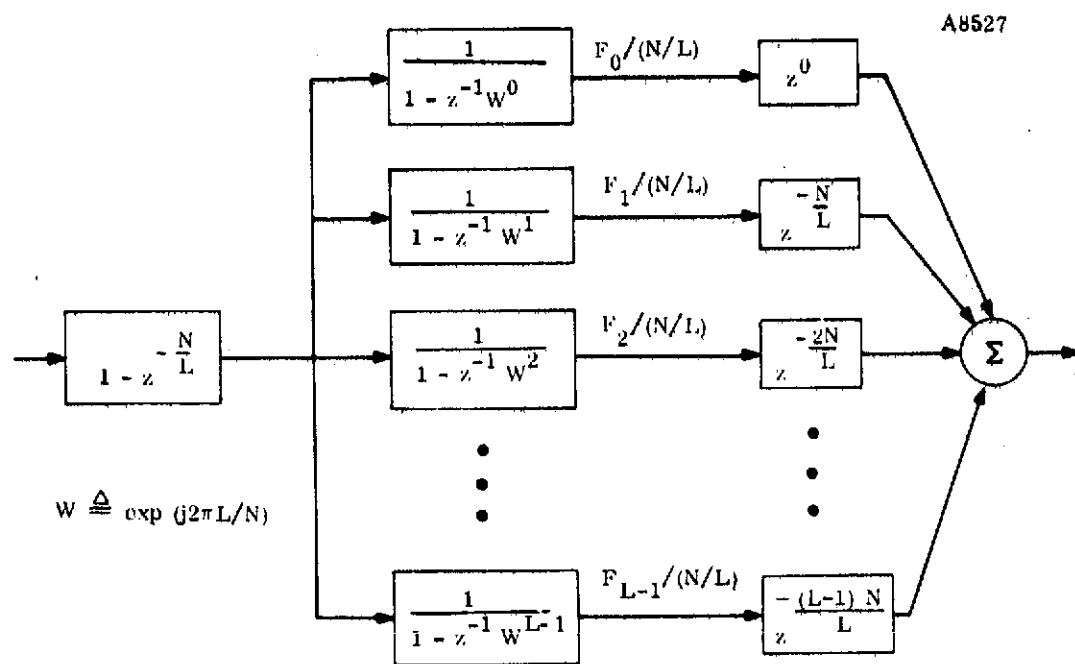 A8527
1 / (1 - z^{-1} W^0)
F_0/(N/L)
z^0
1 / (1 - z^{-1} W^1)
F_1/(N/L)
z^{-N/L}
1 - z^{-N/L}
1 / (1 - z^{-1} W^2)
F_2/(N/L)
z^{-2N/L}
Σ
W ≜ exp (j2πL/N)
1 / (1 - z^{-1} W^{L-1})
F_{L-1}/(N/L)
z^{-(L-1) N/L}